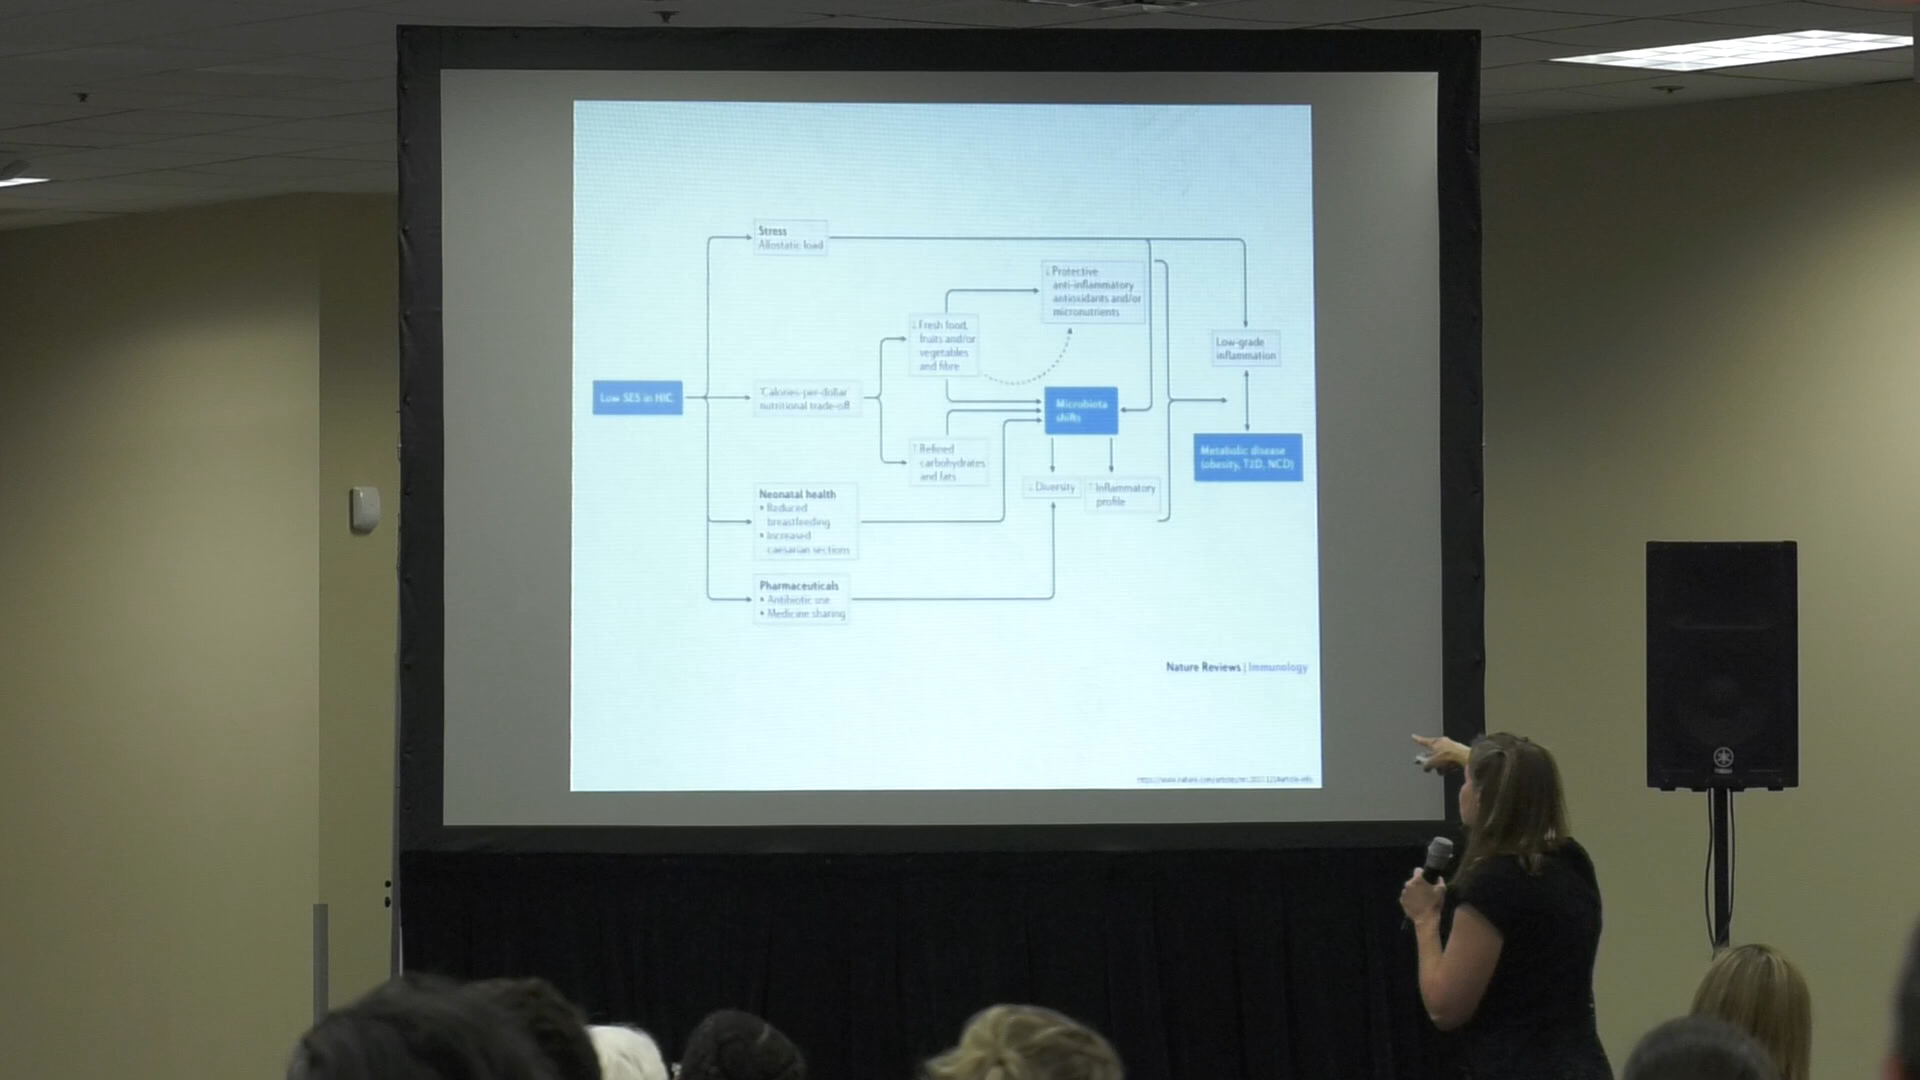 Stress
Allostatic load
↓ Protective
anti-inflammatory
antioxidants and/or
micronutrients
↓ Fresh food,
fruits and/or
vegetables
and fibre
Low-grade
inflammation
Low SES in HIC
'Calories-per-dollar'
nutritional trade-off
Microbiota
shifts
↑ Refined
carbohydrates
and fats
Metabolic disease
(obesity, T2D, NCD)
Neonatal health
• Reduced
breastfeeding
• Increased
caesarian sections
↓ Diversity
↑ Inflammatory
profile
Pharmaceuticals
• Antibiotic use
• Medicine sharing
Nature Reviews | Immunology
YAMAHA